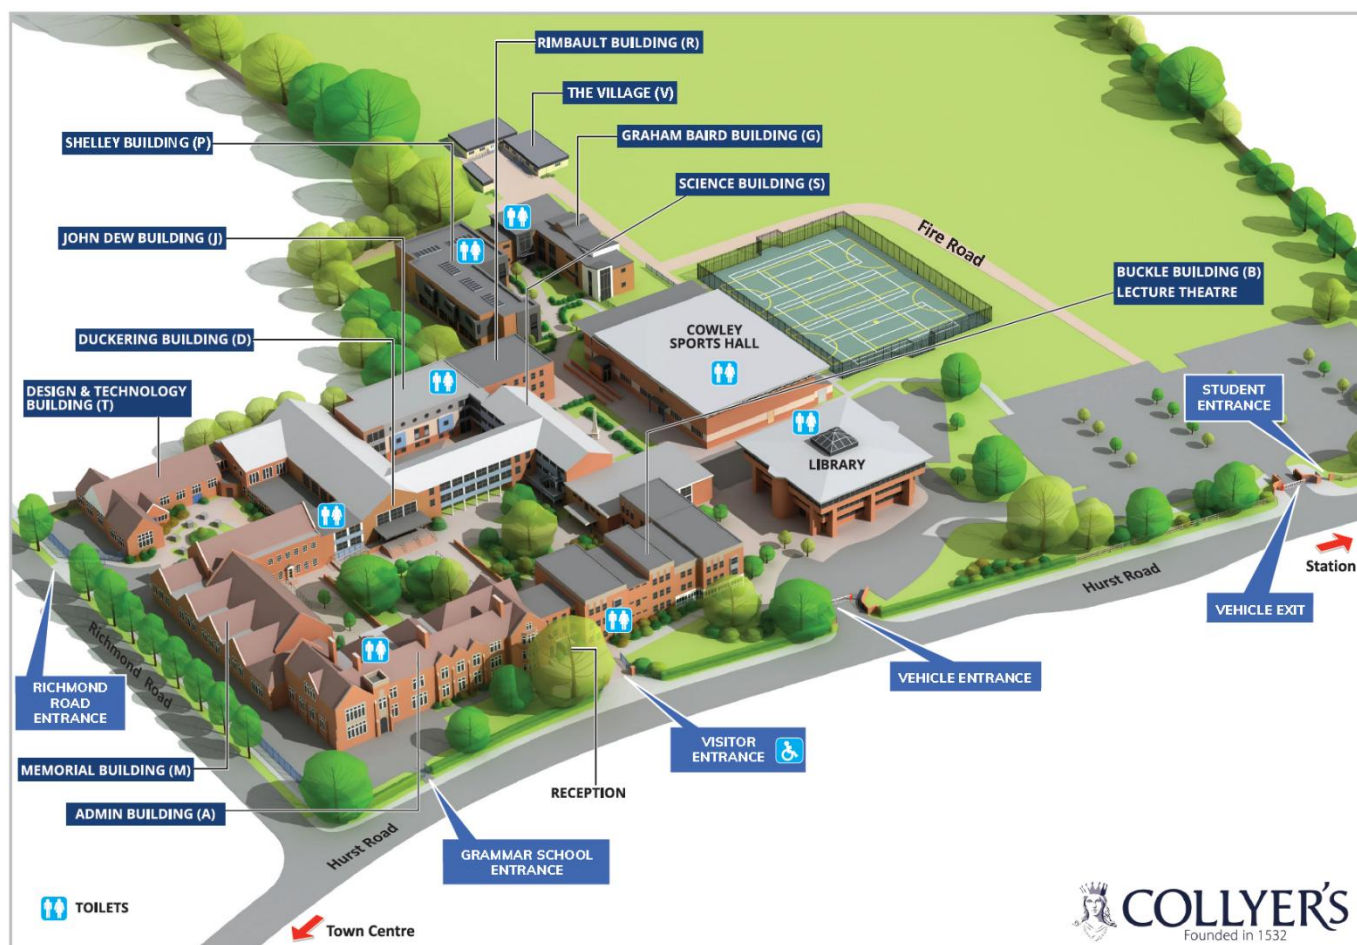 RIMBAULT BUILDING (R)
THE VILLAGE (V)
SHELLEY BUILDING (P)
GRAHAM BAIRD BUILDING (G)
SCIENCE BUILDING (S)
JOHN DEW BUILDING (J)
Fire Road
BUCKLE BUILDING (B)
LECTURE THEATRE
DUCKERING BUILDING (D)
COWLEY
SPORTS HALL
DESIGN & TECHNOLOGY
BUILDING (T)
STUDENT
ENTRANCE
LIBRARY
Station
Hurst Road
VEHICLE EXIT
Richmond Road
RICHMOND
ROAD
ENTRANCE
VEHICLE ENTRANCE
VISITOR
ENTRANCE
MEMORIAL BUILDING (M)
RECEPTION
ADMIN BUILDING (A)
Hurst Road
GRAMMAR SCHOOL
ENTRANCE
TOILETS
Town Centre
COLLYER'S
Founded in 1532